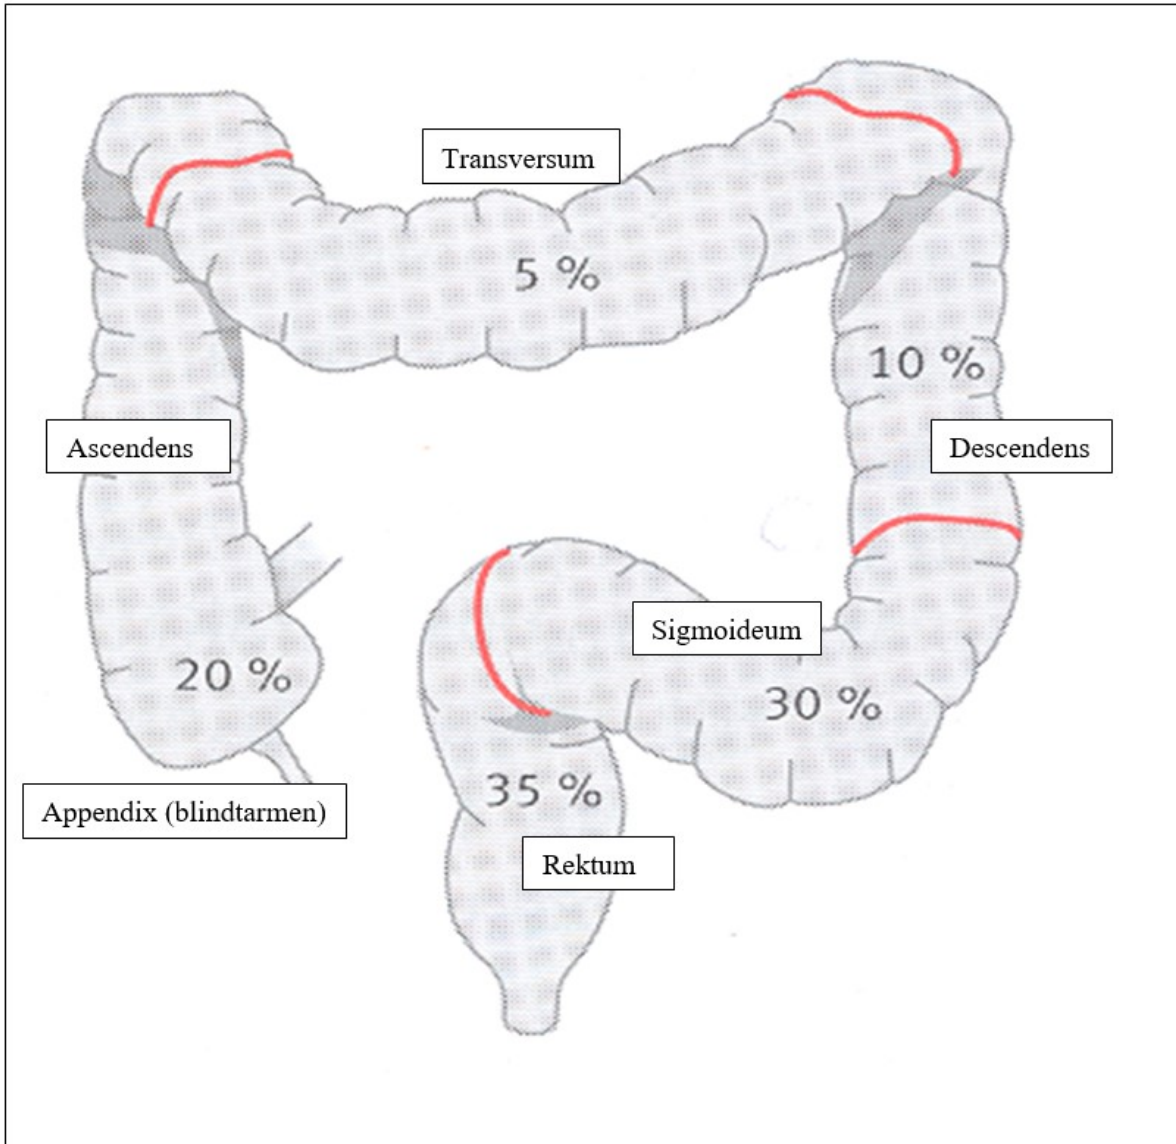 Transversum
5 %
10 %
Ascendens
Descendens
Sigmoideum
20 %
30 %
35 %
Appendix (blindtarmen)
Rektum